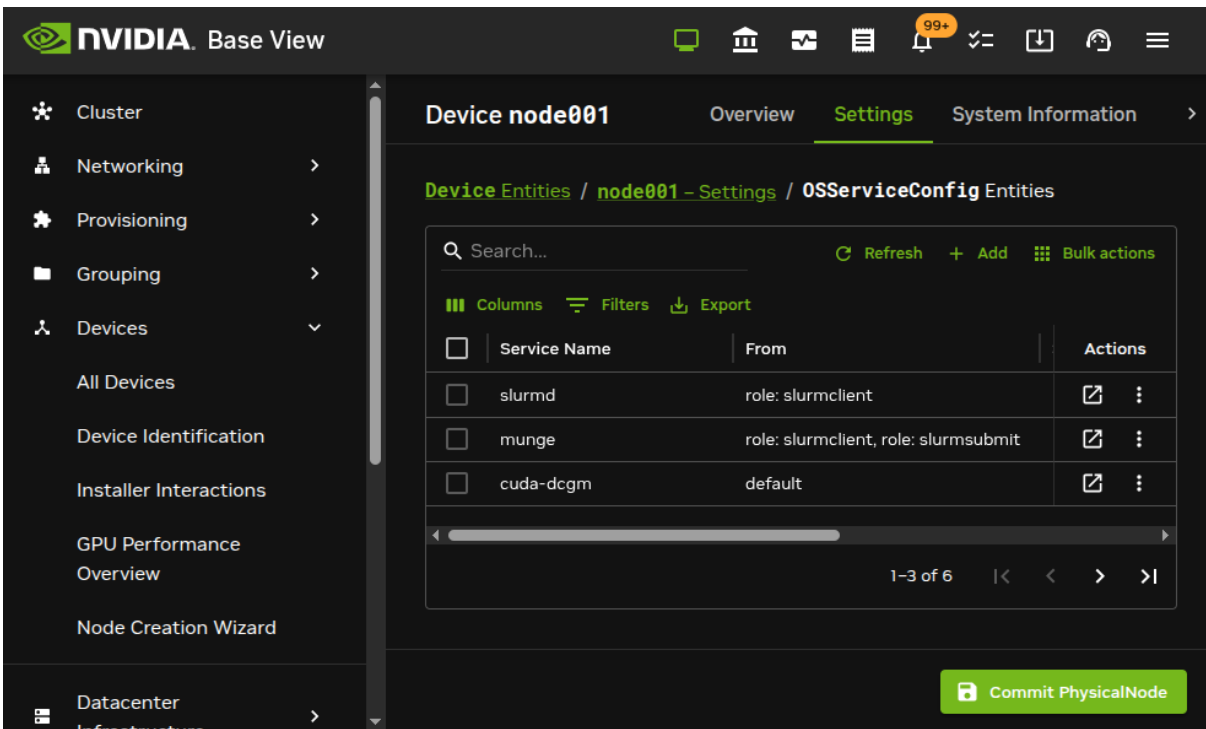 NVIDIA. Base View
99+
Cluster
Networking
Provisioning
Grouping
Devices
All Devices
Device Identification
Installer Interactions
GPU Performance
Overview
Node Creation Wizard
Datacenter
Infrastructure
Device node001
Overview
Settings
System Information
Device Entities / node001 – Settings / OSServiceConfig Entities
Search...
Refresh
Add
Bulk actions
Columns
Filters
Export
Service Name From Actions
slurmd role: slurmclient
munge role: slurmclient, role: slurmsubmit
cuda-dcgm default
1–3 of 6
Commit PhysicalNode